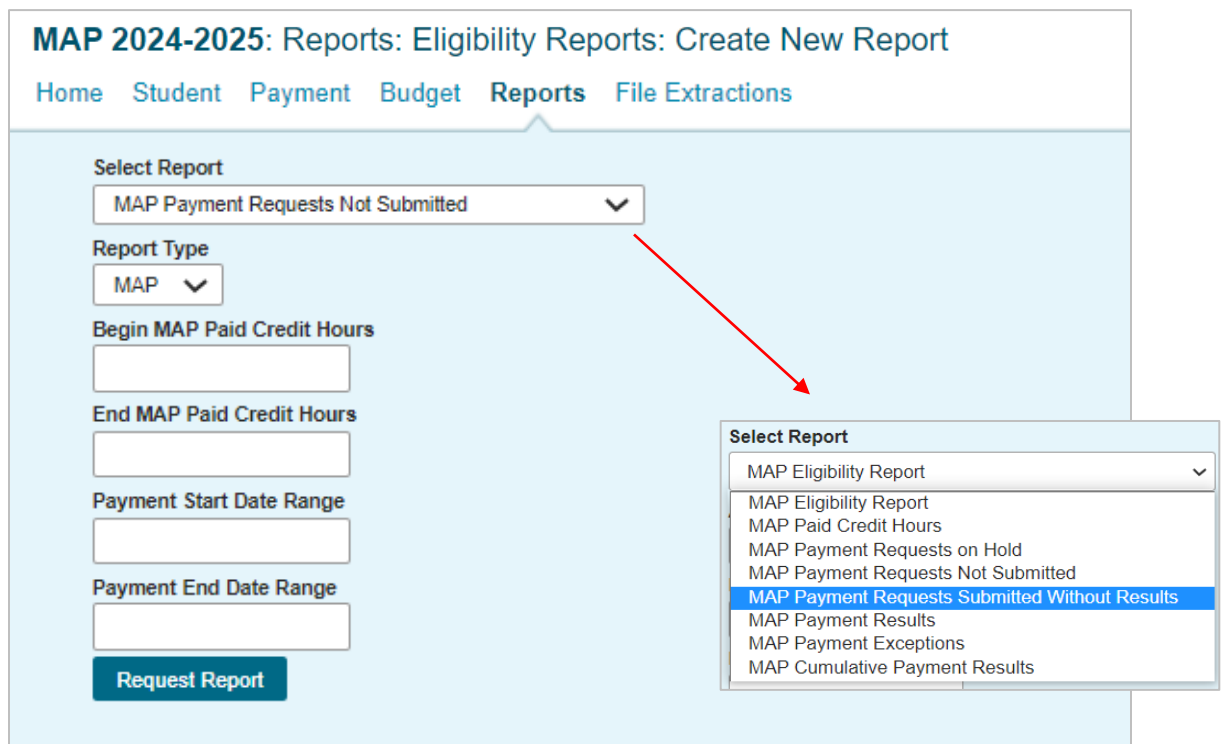 MAP 2024-2025: Reports: Eligibility Reports: Create New Report
Home Student Payment Budget Reports File Extractions
Select Report
MAP Payment Requests Not Submitted
Report Type
MAP
Begin MAP Paid Credit Hours
End MAP Paid Credit Hours
Payment Start Date Range
Payment End Date Range
Request Report
Select Report
MAP Eligibility Report
MAP Eligibility Report
MAP Paid Credit Hours
MAP Payment Requests on Hold
MAP Payment Requests Not Submitted
MAP Payment Requests Submitted Without Results
MAP Payment Results
MAP Payment Exceptions
MAP Cumulative Payment Results